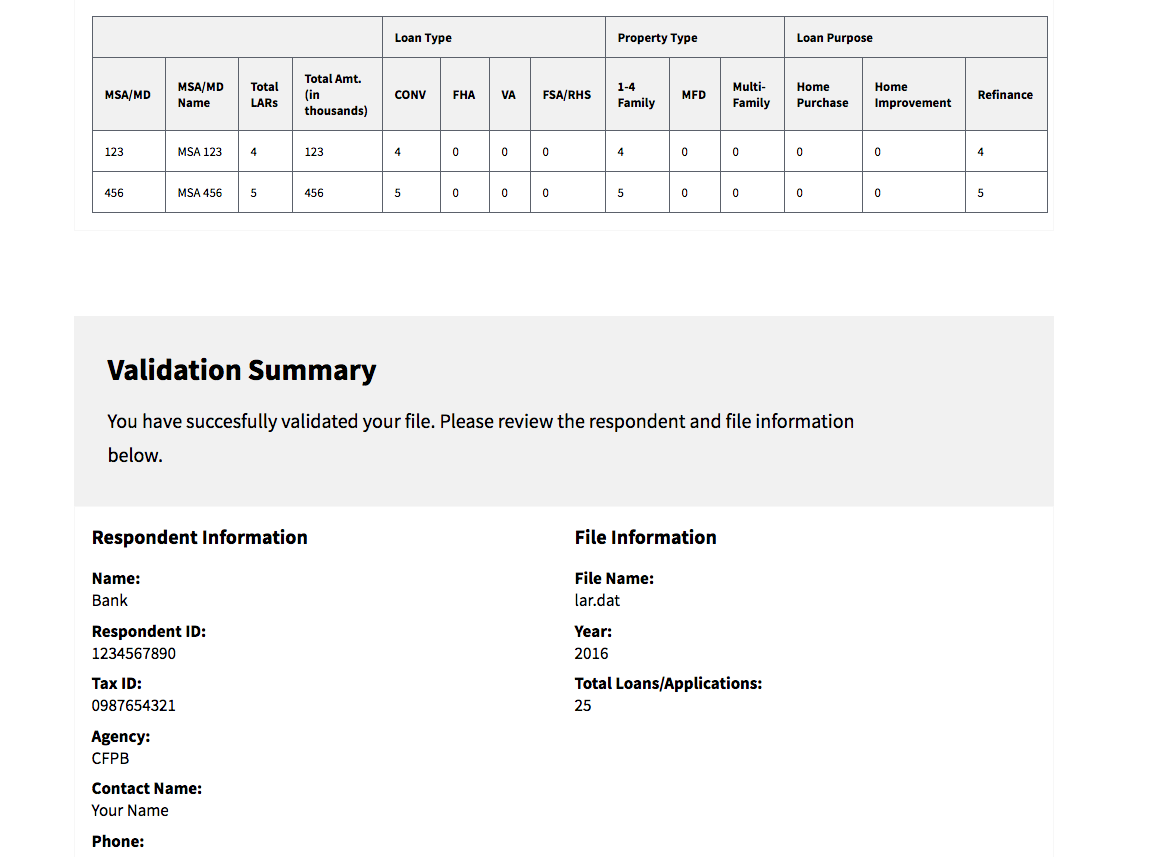 Loan Type Property Type Loan Purpose
MSA/MD MSA/MD Name Total LARs Total Amt. (in thousands) CONV FHA VA FSA/RHS 1-4 Family MFD Multi-Family Home Purchase Home Improvement Refinance
123 MSA 123 4 123 4 0 0 0 4 0 0 0 0 4
456 MSA 456 5 456 5 0 0 0 5 0 0 0 0 5
Validation Summary
You have succesfully validated your file. Please review the respondent and file information
below.
Respondent Information
Name:
Bank
Respondent ID:
1234567890
Tax ID:
0987654321
Agency:
CFPB
Contact Name:
Your Name
Phone:
File Information
File Name:
lar.dat
Year:
2016
Total Loans/Applications:
25